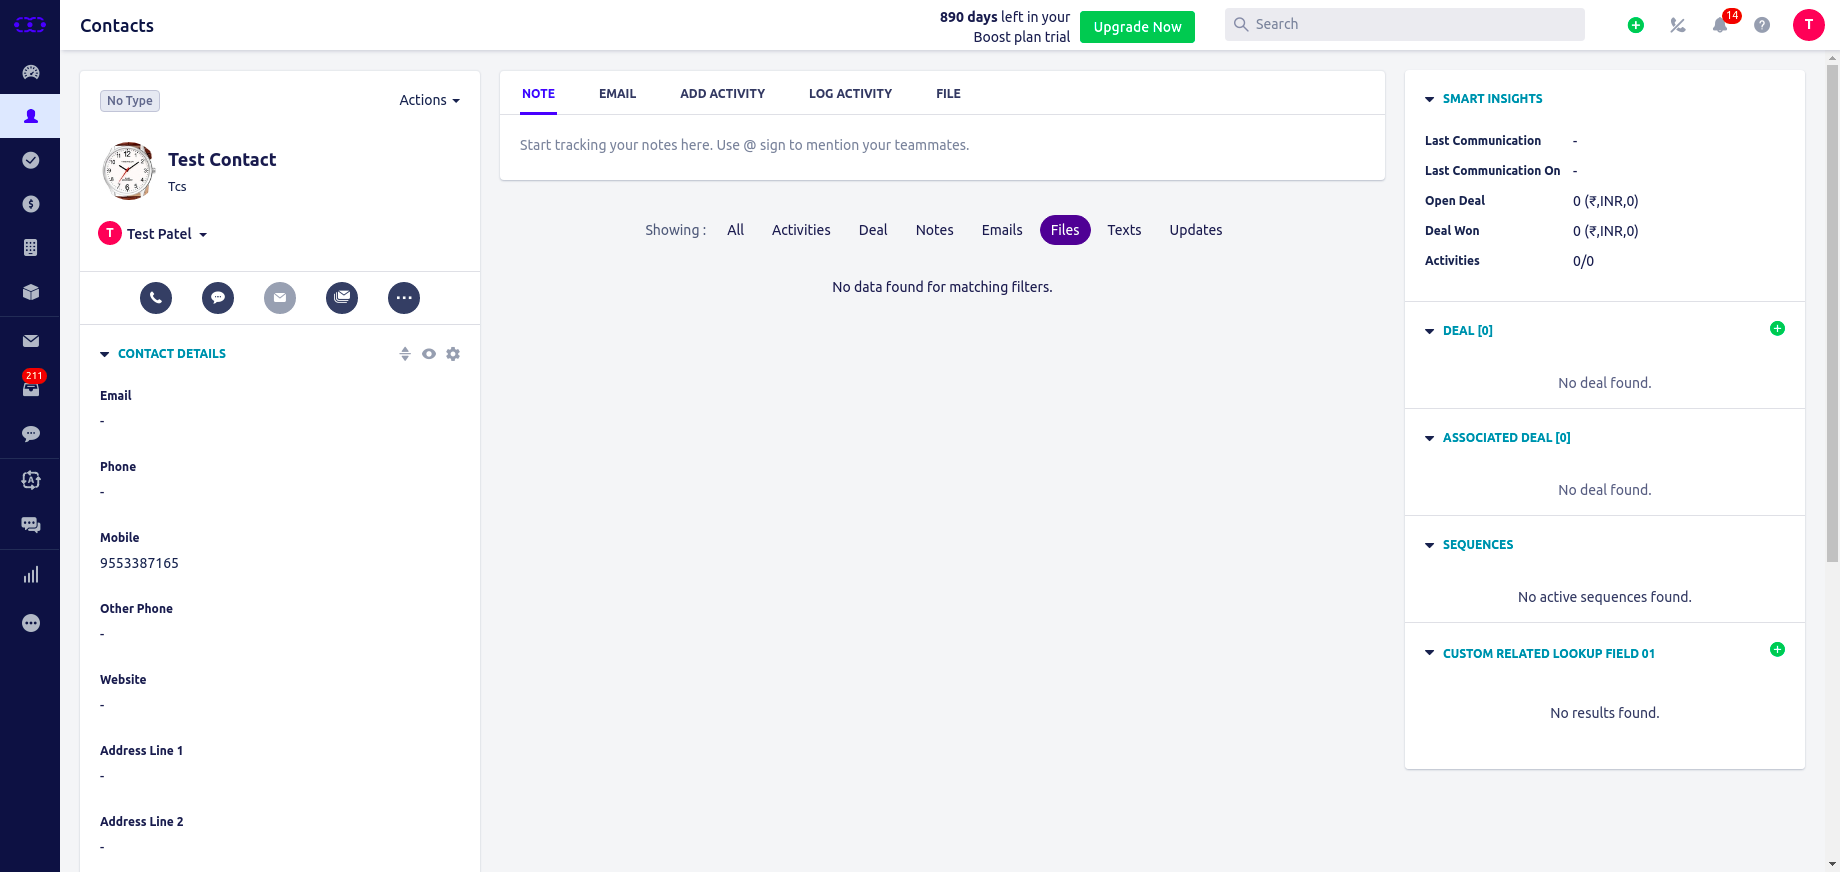 Contacts
890 days left in your
Boost plan trial
Upgrade Now
Search
14
T
211
No Type
Actions
Test Contact
Tcs
T
Test Patel
CONTACT DETAILS
Email
-
Phone
-
Mobile
9553387165
Other Phone
-
Website
-
Address Line 1
-
Address Line 2
-
NOTE EMAIL ADD ACTIVITY LOG ACTIVITY FILE
Start tracking your notes here. Use @ sign to mention your teammates.
Showing : All Activities Deal Notes Emails Files Texts Updates
No data found for matching filters.
SMART INSIGHTS
Last Communication -
Last Communication On -
Open Deal 0 (₹,INR,0)
Deal Won 0 (₹,INR,0)
Activities 0/0
DEAL [0]
No deal found.
ASSOCIATED DEAL [0]
No deal found.
SEQUENCES
No active sequences found.
CUSTOM RELATED LOOKUP FIELD 01
No results found.